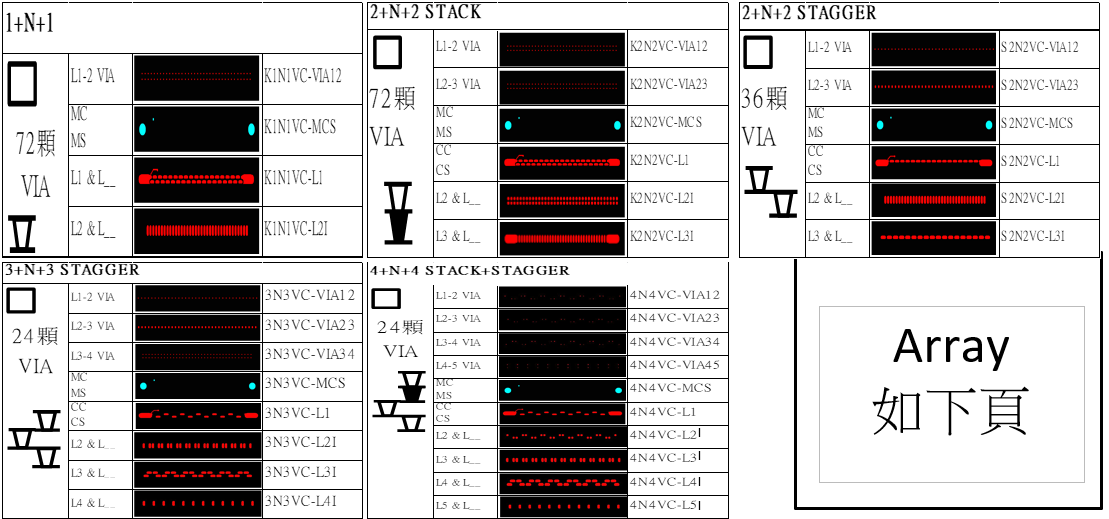 1+N+1
L1-2 VIA
K1N1VC-VIA12
72顆
VIA
MC
MS
K1N1VC-MCS
L1 & L__
K1N1VC-L1
L2 & L__
K1N1VC-L2I
2+N+2 STACK
L1-2 VIA
K2N2VC-VIA12
72顆
VIA
L2-3 VIA
K2N2VC-VIA23
MC
MS
K2N2VC-MCS
CC
CS
K2N2VC-L1
L2 & L__
K2N2VC-L2I
L3 & L__
K2N2VC-L3I
2+N+2 STAGGER
L1-2 VIA
S2N2VC-VIA12
36顆
VIA
L2-3 VIA
S2N2VC-VIA23
MC
MS
S2N2VC-MCS
CC
CS
S2N2VC-L1
L2 & L__
S2N2VC-L2I
L3 & L__
S2N2VC-L3I
3+N+3 STAGGER
L1-2 VIA
3N3VC-VIA12
24顆
VIA
L2-3 VIA
3N3VC-VIA23
L3-4 VIA
3N3VC-VIA34
MC
MS
3N3VC-MCS
CC
CS
3N3VC-L1
L2 & L__
3N3VC-L2I
L3 & L__
3N3VC-L3I
L4 & L__
3N3VC-L4I
4+N+4 STACK+STAGGER
L1-2 VIA
4N4VC-VIA12
24顆
VIA
L2-3 VIA
4N4VC-VIA23
L3-4 VIA
4N4VC-VIA34
L4-5 VIA
4N4VC-VIA45
MC
MS
4N4VC-MCS
CC
CS
4N4VC-L1
L2 & L__
4N4VC-L2I
L3 & L__
4N4VC-L3I
L4 & L__
4N4VC-L4I
L5 & L__
4N4VC-L5I
Array
如下頁